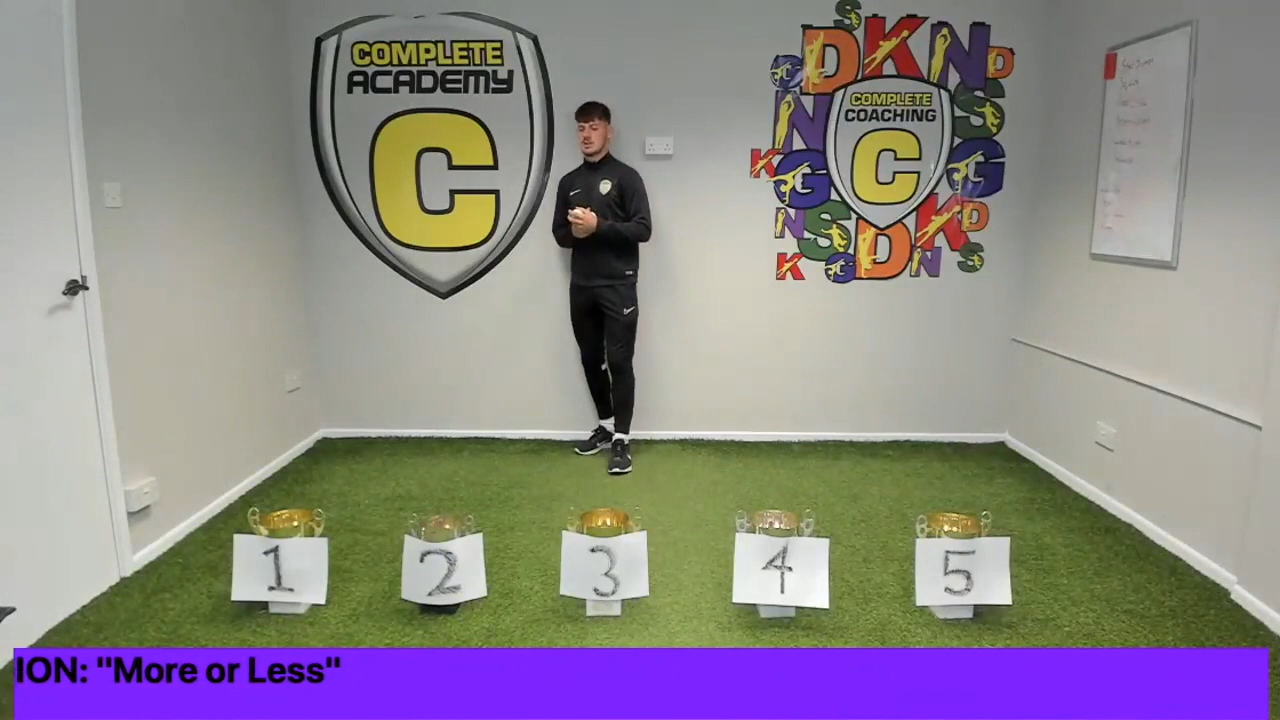 COMPLETE
ACADEMY
C
S
D
K
N
D
G
COMPLETE
COACHING
C
N
S
K
G
G
N
S
D
K
D
K
G
N
S
1
2
3
4
5
ION: "More or Less"